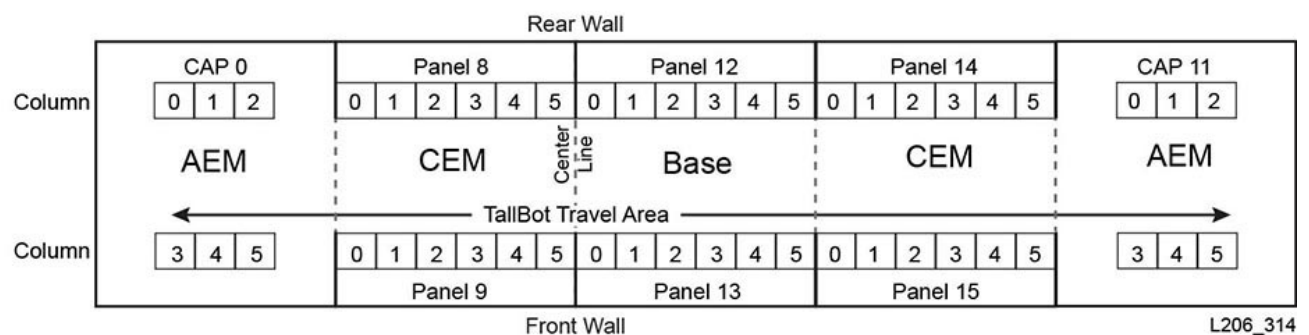 Rear Wall
CAP 0 Panel 8 Panel 12 Panel 14 CAP 11
Column 0 1 2 0 1 2 3 4 5 0 1 2 3 4 5 0 1 2 3 4 5 0 1 2
AEM CEM Center Line Base CEM AEM
TallBot Travel Area
Column 3 4 5 0 1 2 3 4 5 0 1 2 3 4 5 0 1 2 3 4 5 3 4 5
Panel 9 Panel 13 Panel 15
Front Wall L206_314